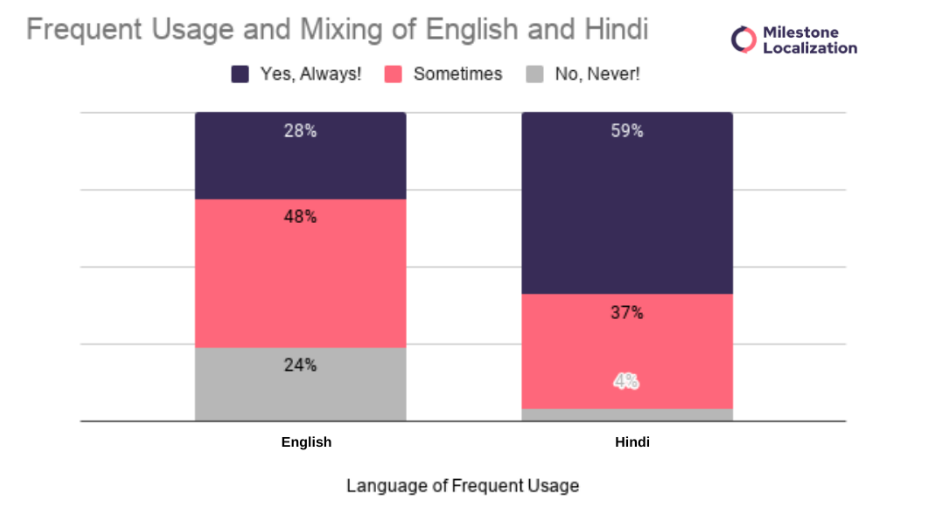 Frequent Usage and Mixing of English and Hindi
Milestone
Localization
Yes, Always! Sometimes No, Never!
28% 59%
48%
37%
24%
4%
English Hindi
Language of Frequent Usage